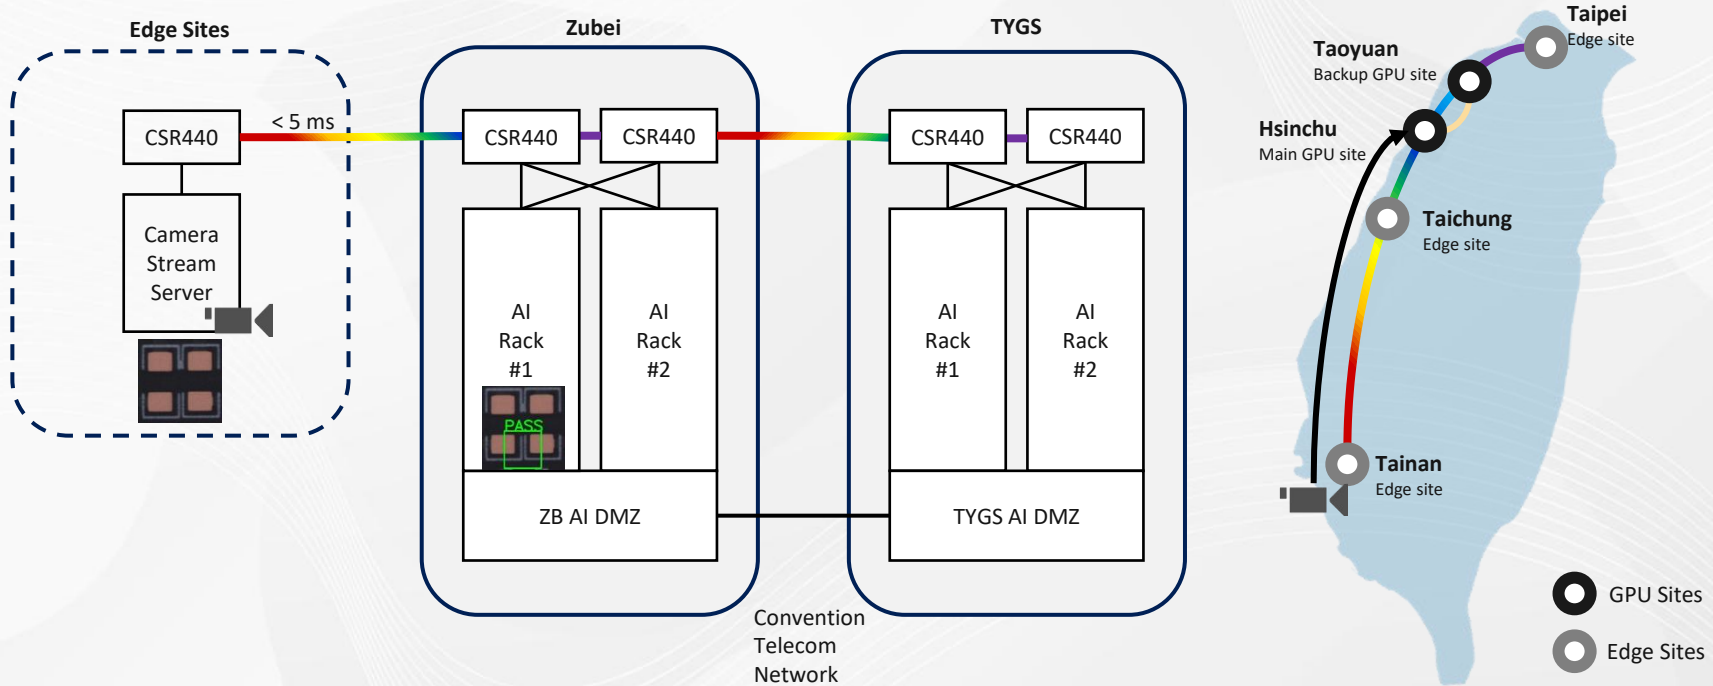 Edge Sites
Zubei
TYGS
CSR440
< 5 ms
CSR440
CSR440
CSR440
CSR440
Camera
Stream
Server
AI
Rack
#1
AI
Rack
#2
AI
Rack
#1
AI
Rack
#2
PASS
ZB AI DMZ
TYGS AI DMZ
Convention
Telecom
Network
Taipei
Edge site
Taoyuan
Backup GPU site
Hsinchu
Main GPU site
Taichung
Edge site
Tainan
Edge site
GPU Sites
Edge Sites